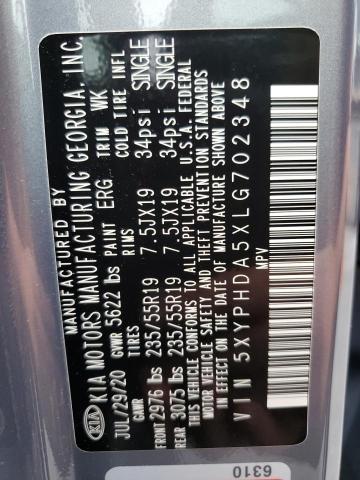 KIA
MANUFACTURED BY
KIA MOTORS MANUFACTURING GEORGIA, INC.
JUL/29/20 GVWR 5622 lbs PAINT ERG TRIM WK
GAWR TIRES RIMS COLD TIRE INFL
FRONT 2976 lbs 235/55R19 7.5JX19 34psi SINGLE
REAR 3075 lbs 235/55R19 7.5JX19 34psi SINGLE
THIS VEHICLE CONFORMS TO ALL APPLICABLE U.S.A. FEDERAL
MOTOR VEHICLE SAFETY AND THEFT PREVENTION STANDARDS
IN EFFECT ON THE DATE OF MANUFACTURE SHOWN ABOVE
VIN 5XYPHDA5XLG702348
MPV
6310